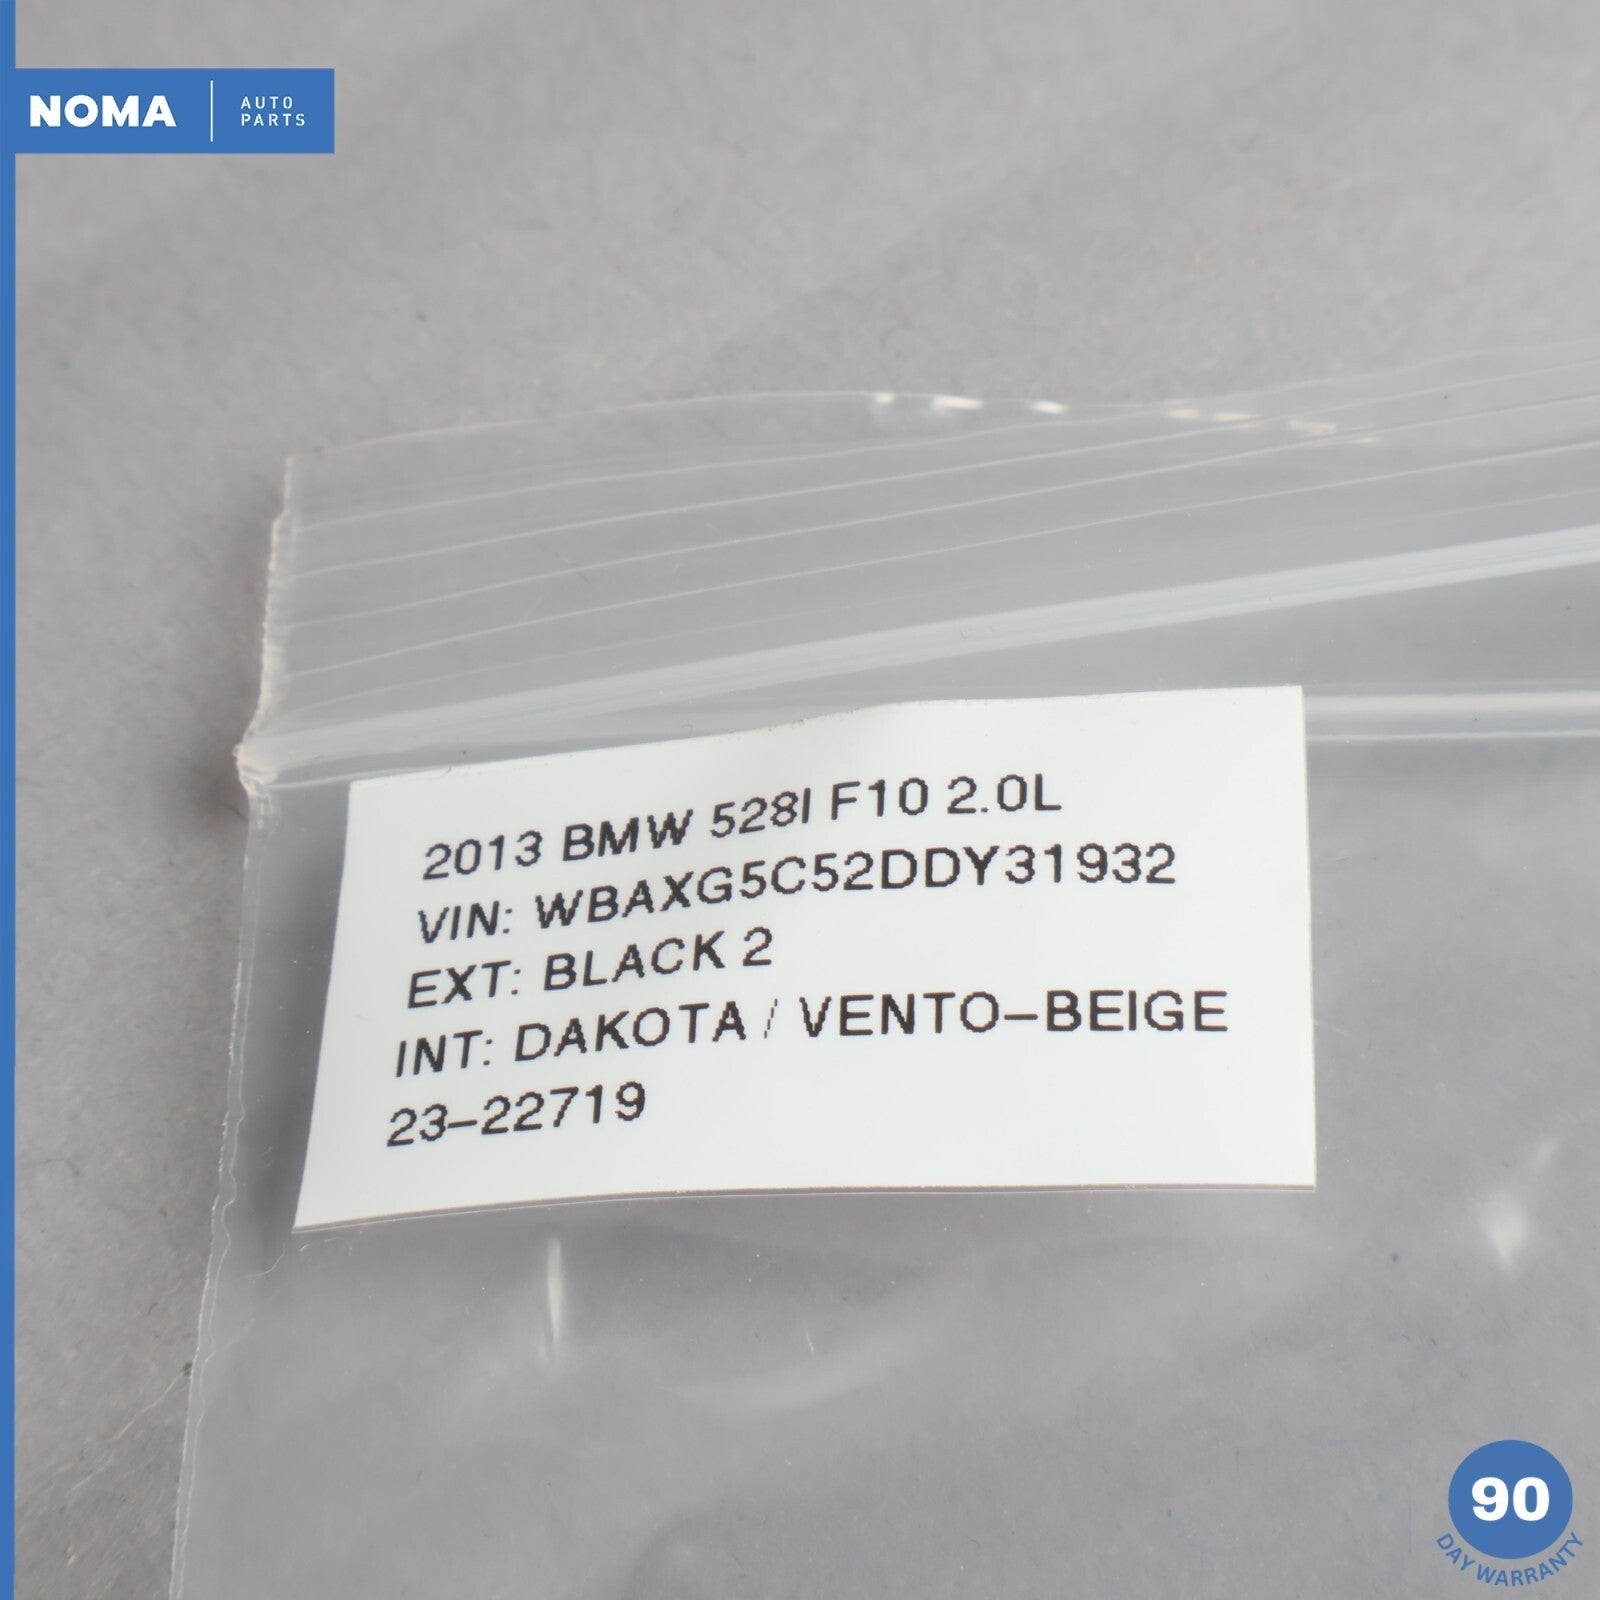 NOMA
AUTO
PARTS
2013 BMW 528I F10 2.0L
VIN: WBAXG5C52DDY31932
EXT: BLACK 2
INT: DAKOTA / VENTO-BEIGE
23-22719
90
DAY WARRANTY